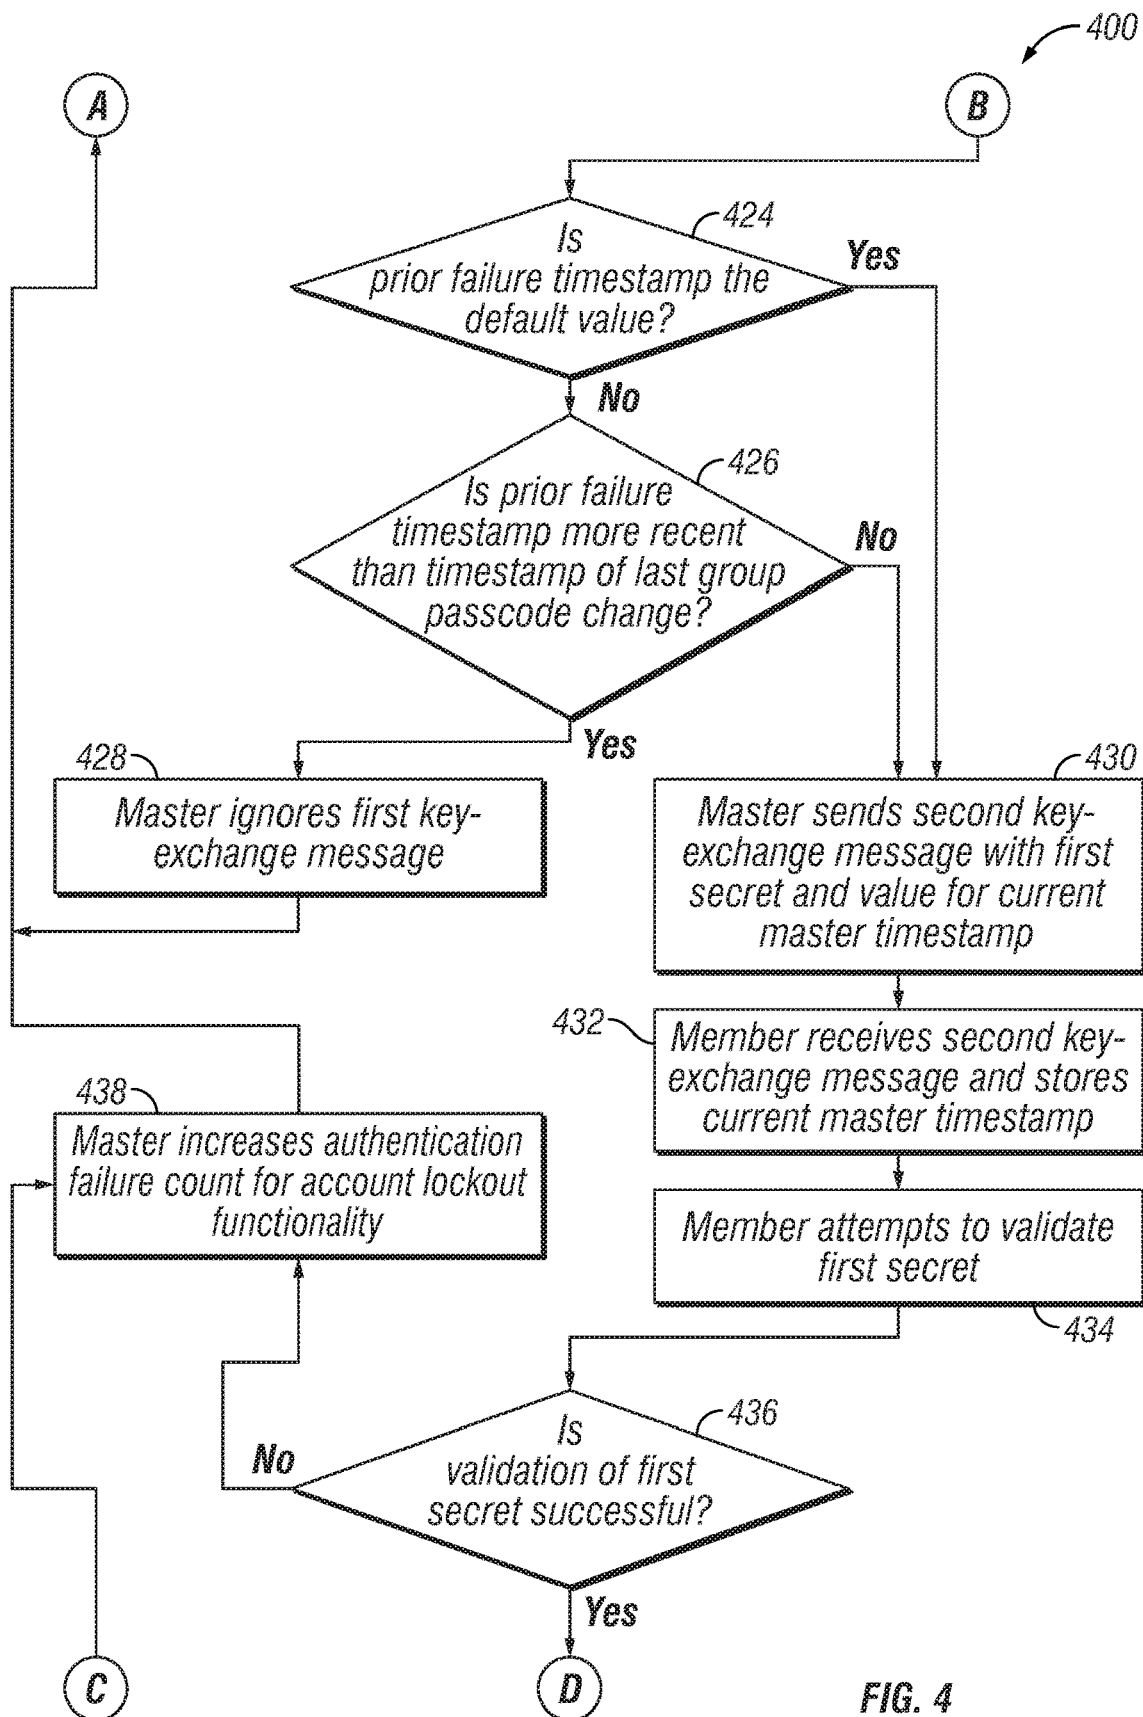 400
A
B
424
Is
prior failure timestamp the
default value?
Yes
No
426
Is prior failure
timestamp more recent
than timestamp of last group
passcode change?
No
Yes
428
Master ignores first key-
exchange message
430
Master sends second key-
exchange message with first
secret and value for current
master timestamp
432
Member receives second key-
exchange message and stores
current master timestamp
438
Master increases authentication
failure count for account lockout
functionality
Member attempts to validate
first secret
434
436
Is
validation of first
secret successful?
No
Yes
C
D
FIG. 4